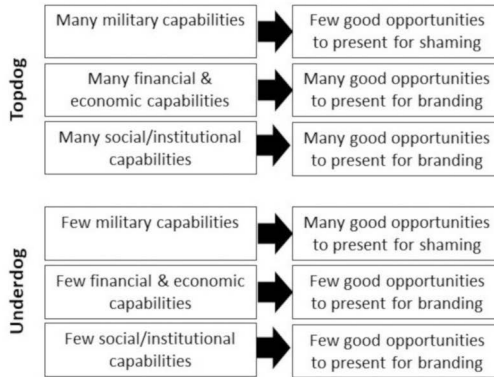 Topdog
Many military capabilities
Few good opportunities
to present for shaming
Many financial &
economic capabilities
Many good opportunities
to present for branding
Many social/institutional
capabilities
Many good opportunities
to present for branding
Underdog
Few military capabilities
Many good opportunities
to present for shaming
Few financial & economic
capabilities
Few good opportunities
to present for branding
Few social/institutional
capabilities
Few good opportunities
to present for branding